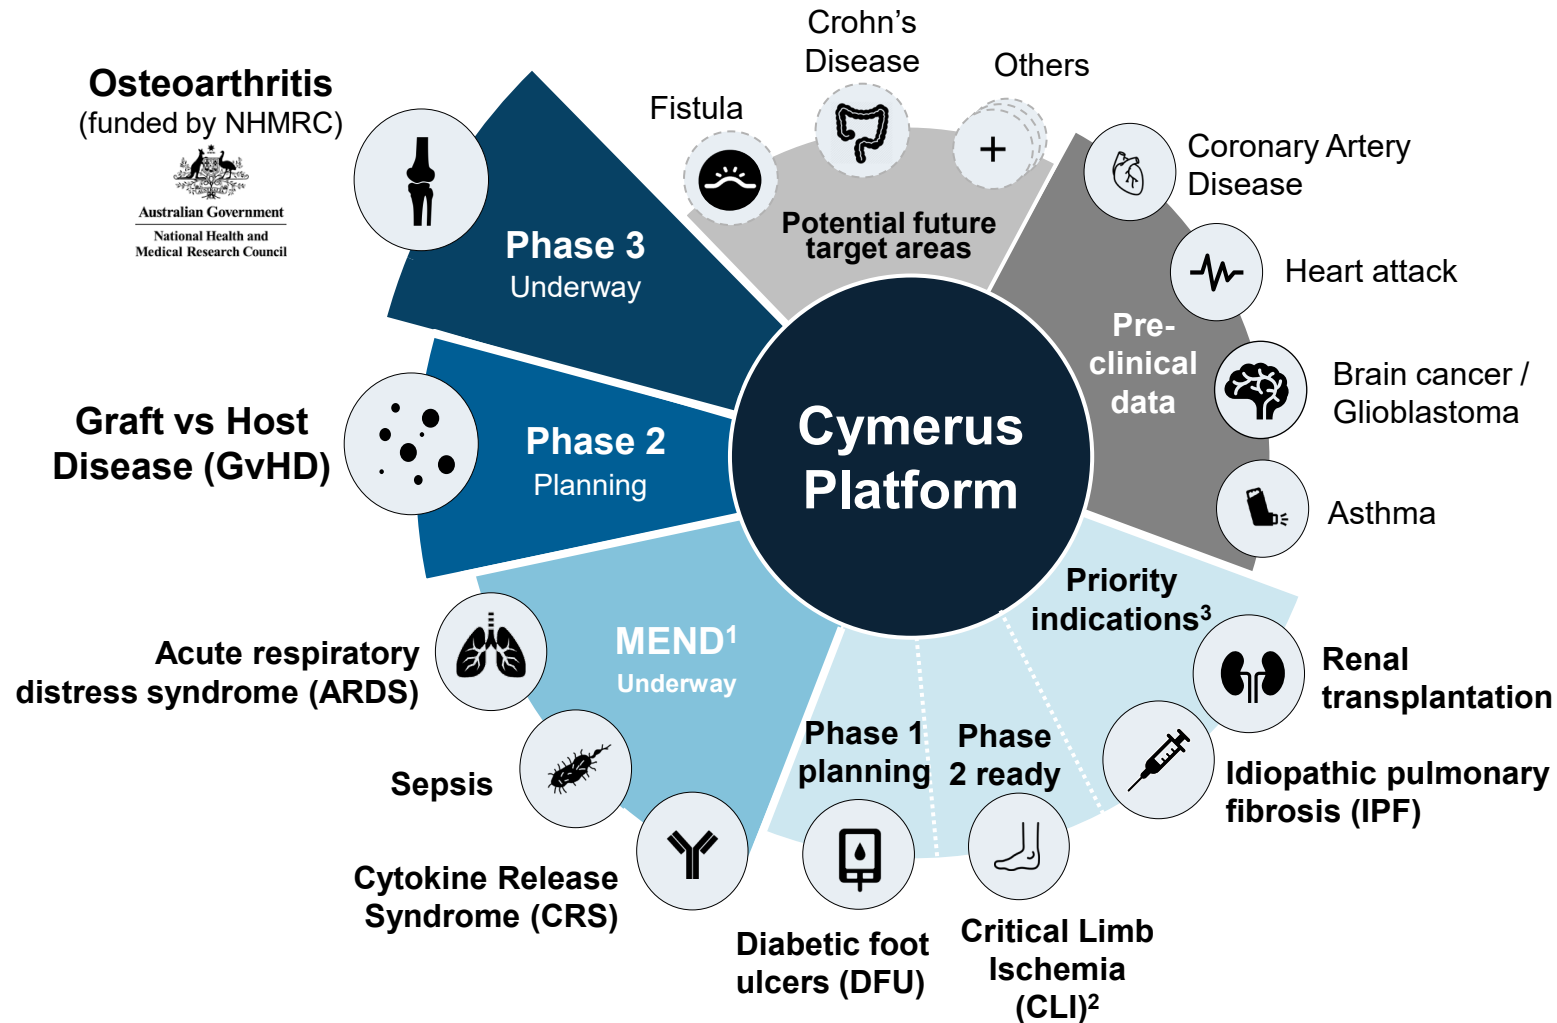 Osteoarthritis
(funded by NHMRC)
Australian Government
National Health and
Medical Research Council
Phase 3
Underway
Fistula
Crohn’s
Disease
Others
+
Potential future
target areas
Coronary Artery
Disease
Heart attack
Pre-
clinical
data
Brain cancer /
Glioblastoma
Asthma
Cymerus
Platform
Graft vs Host
Disease (GvHD)
Phase 2
Planning
MEND¹
Underway
Acute respiratory
distress syndrome (ARDS)
Sepsis
Cytokine Release
Syndrome (CRS)
Phase 1
planning
Diabetic foot
ulcers (DFU)
Phase
2 ready
Critical Limb
Ischemia
(CLI)²
Priority
indications³
Renal
transplantation
Idiopathic pulmonary
fibrosis (IPF)